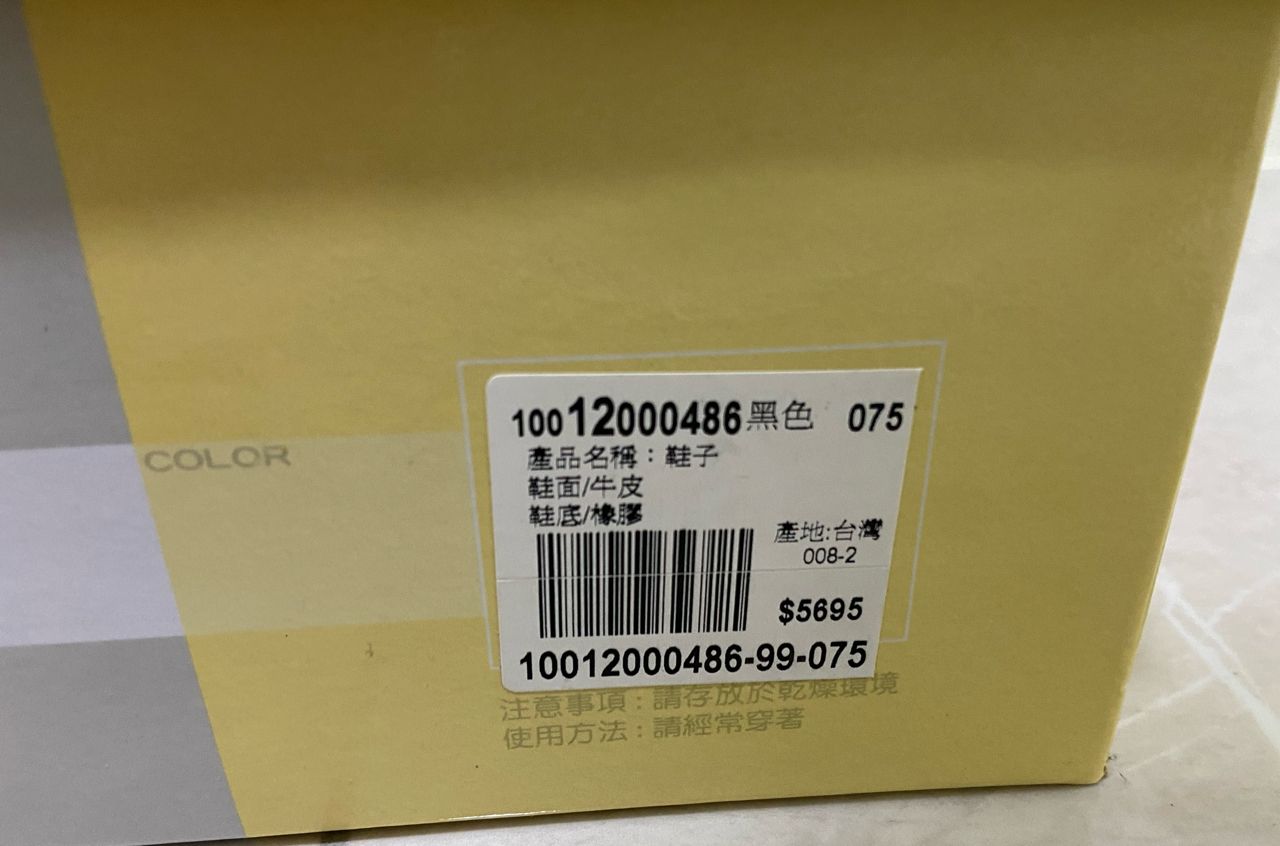 COLOR
10012000486黑色 075
產品名稱：鞋子
鞋面/牛皮
鞋底/橡膠
產地:台灣
008-2
$5695
10012000486-99-075
注意事項：請存放於乾燥環境
使用方法：請經常穿著